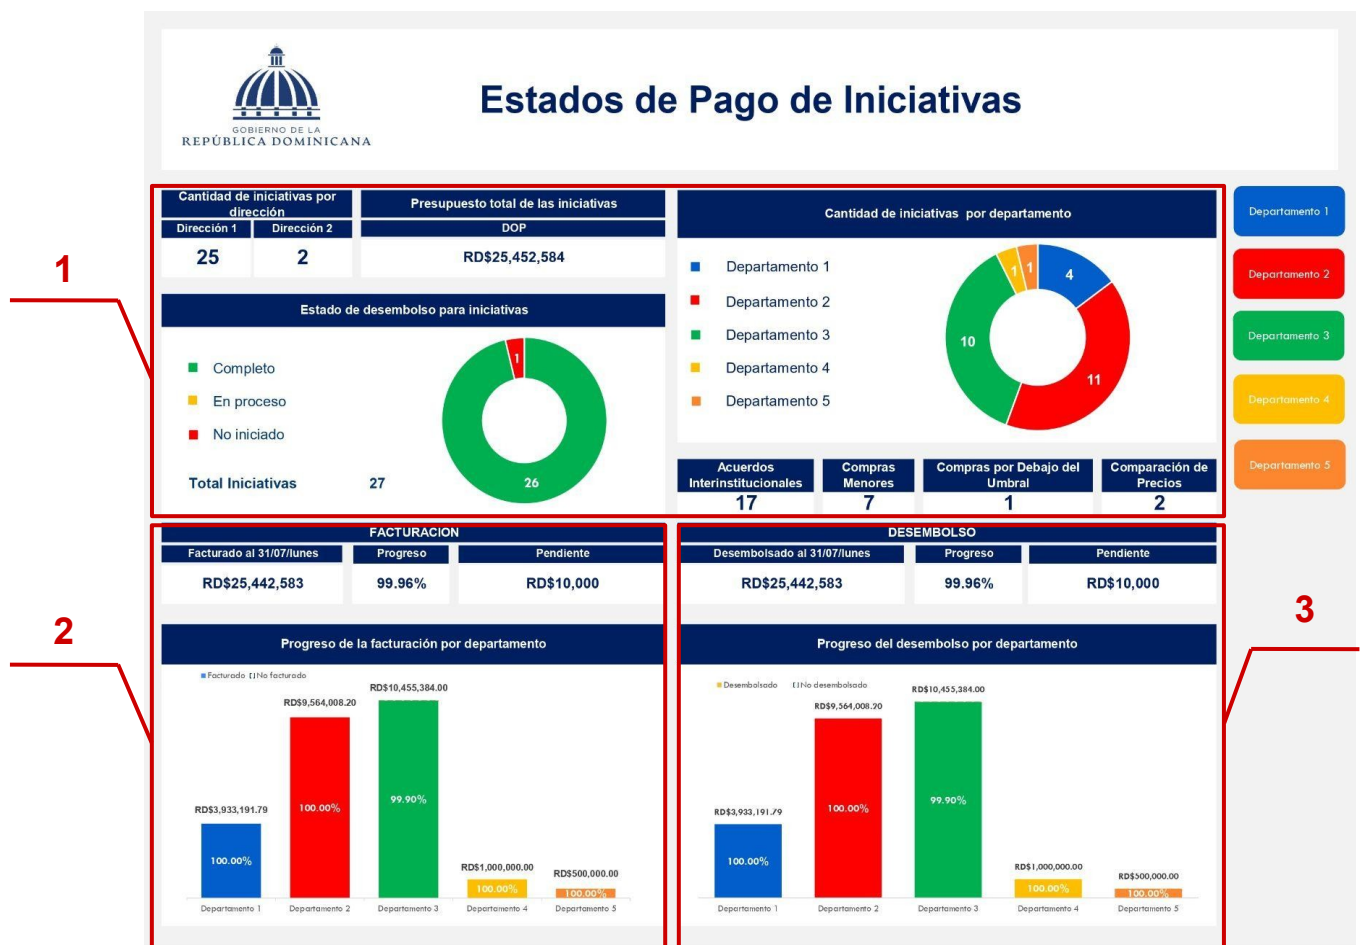 GOBIERNO DE LA
REPÚBLICA DOMINICANA
Estados de Pago de Iniciativas
1
Cantidad de iniciativas por
dirección
Dirección 1
Dirección 2
25
2
Presupuesto total de las iniciativas
DOP
RD$25,452,584
Estado de desembolso para iniciativas
Completo
En proceso
No iniciado
Total Iniciativas 27
1
26
Cantidad de iniciativas por departamento
Departamento 1
Departamento 2
Departamento 3
Departamento 4
Departamento 5
1
1
4
10
11
Acuerdos
Interinstitucionales
17
Compras
Menores
7
Compras por Debajo del
Umbral
1
Comparación de
Precios
2
Departamento 1
Departamento 2
Departamento 3
Departamento 4
Departamento 5
2
FACTURACION
Facturado al 31/07/lunes
Progreso
Pendiente
RD$25,442,583
99.96%
RD$10,000
Progreso de la facturación por departamento
Facturado
No facturado
RD$10,455,384.00
RD$9,564,008.20
RD$3,933,191.79
RD$1,000,000.00
RD$500,000.00
100.00%
100.00%
99.90%
100.00%
100.00%
Departamento 1
Departamento 2
Departamento 3
Departamento 4
Departamento 5
3
DESEMBOLSO
Desembolsado al 31/07/lunes
Progreso
Pendiente
RD$25,442,583
99.96%
RD$10,000
Progreso del desembolso por departamento
Desembolsado
No desembolsado
RD$10,455,384.00
RD$9,564,008.20
RD$3,933,191.79
RD$1,000,000.00
RD$500,000.00
100.00%
100.00%
99.90%
100.00%
100.00%
Departamento 1
Departamento 2
Departamento 3
Departamento 4
Departamento 5